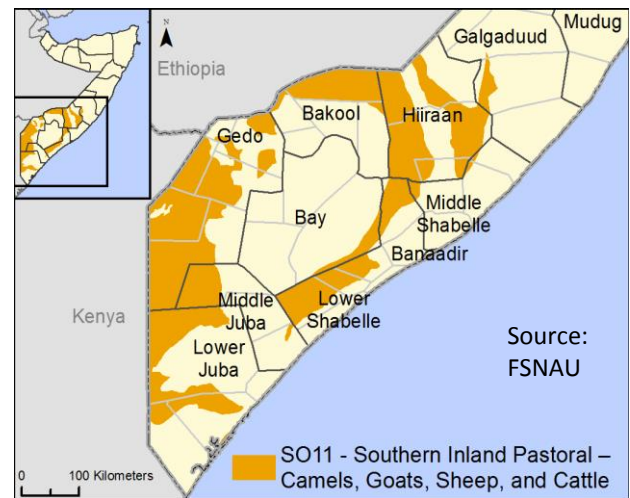 N
Mudug
Galgaduud
Ethiopia
Bakool
Hiiraan
Gedo
Bay
Middle
Shabelle
Banaadir
Middle
Juba
Lower
Shabelle
Kenya
Lower
Juba
Source:
FSNAU
0 100 Kilometers
SO11 - Southern Inland Pastoral –
Camels, Goats, Sheep, and Cattle